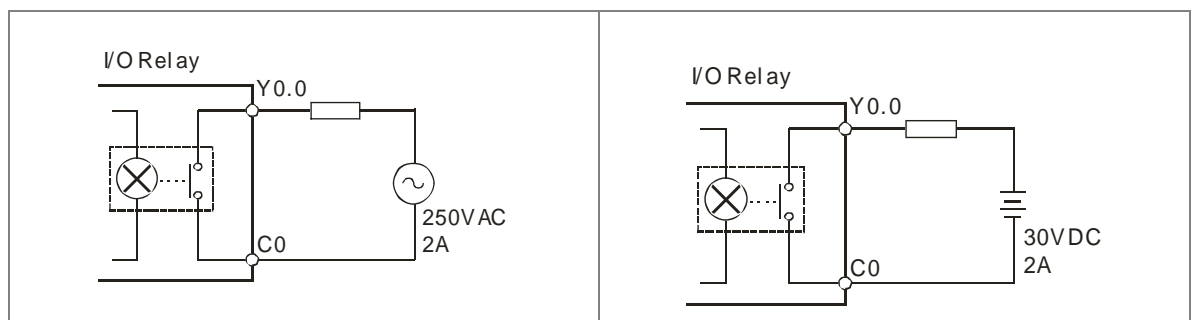 I/O Relay
Y0.0
250VAC
2A
C0
I/O Relay
Y0.0
30VDC
2A
C0